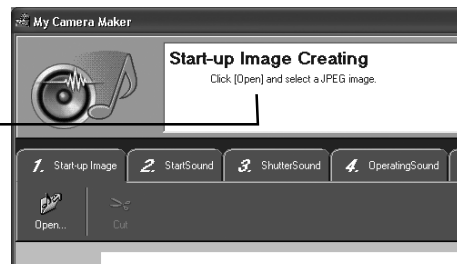 My Camera Maker
Start-up Image Creating
Click [Open] and select a JPEG image.
1. Start-up Image 2. StartSound 3. ShutterSound 4. OperatingSound
Open... Cut